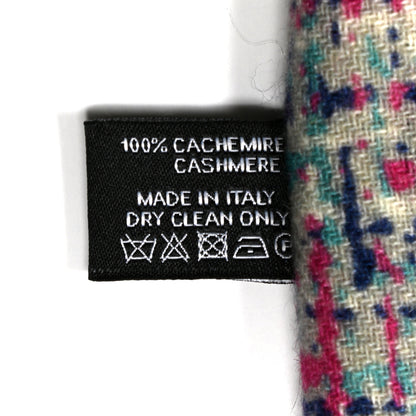 100% CACHEMIRE
CASHMERE
MADE IN ITALY
DRY CLEAN ONLY
P